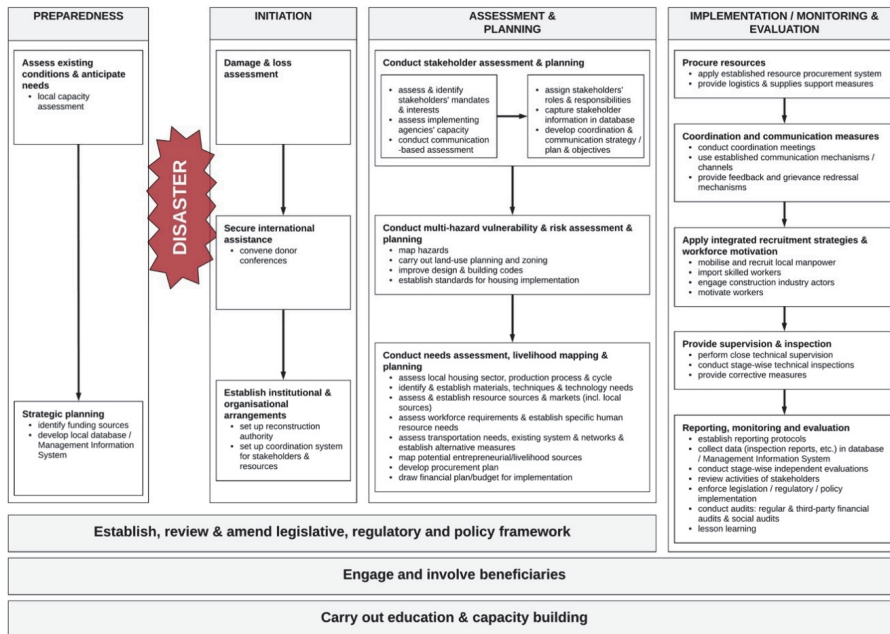 PREPAREDNESS
Assess existing
conditions & anticipate
needs
• local capacity
assessment
Strategic planning
• identify funding sources
• develop local database /
Management Information
System
DISASTER
INITIATION
Damage & loss
assessment
Secure international
assistance
• convene donor
conferences
Establish institutional &
organisational
arrangements
• set up reconstruction
authority
• set up coordination system
for stakeholders &
resources
ASSESSMENT &
PLANNING
Conduct stakeholder assessment & planning
• assess & identify
stakeholders' mandates
& interests
• assess implementing
agencies' capacity
• conduct communication
-based assessment
• assign stakeholders'
roles & responsibilities
• capture stakeholder
information in database
• develop coordination &
communication strategy /
plan & objectives
Conduct multi-hazard vulnerability & risk assessment &
planning
• map hazards
• carry out land-use planning and zoning
• improve design & building codes
• establish standards for housing implementation
Conduct needs assessment, livelihood mapping &
planning
• assess local housing sector, production process & cycle
• identify & establish materials, techniques & technology needs
• assess & establish resource sources & markets (incl. local
sources)
• assess workforce requirements & establish specific human
resource needs
• assess transportation needs, existing system & networks &
establish alternative measures
• map potential entrepreneurial/livelihood sources
• develop procurement plan
• draw financial plan/budget for implementation
IMPLEMENTATION / MONITORING &
EVALUATION
Procure resources
• apply established resource procurement system
• provide logistics & supplies support measures
Coordination and communication measures
• conduct coordination meetings
• use established communication mechanisms /
channels
• provide feedback and grievance redressal
mechanisms
Apply integrated recruitment strategies &
workforce motivation
• mobilise and recruit local manpower
• import skilled workers
• engage construction industry actors
• motivate workers
Provide supervision & inspection
• perform close technical supervision
• conduct stage-wise technical inspections
• provide corrective measures
Reporting, monitoring and evaluation
• establish reporting protocols
• collect data (inspection reports, etc.) in database
/ Management Information System
• conduct stage-wise independent evaluations
• review activities of stakeholders
• enforce legislation / regulatory / policy
implementation
• conduct audits: regular & third-party financial
audits & social audits
• lesson learning
Establish, review & amend legislative, regulatory and policy framework
Engage and involve beneficiaries
Carry out education & capacity building